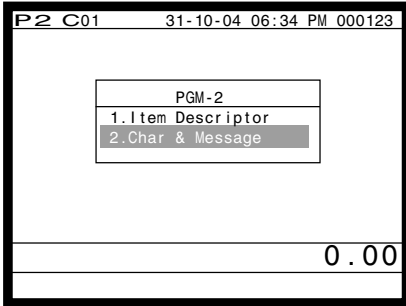 P2 C01 31-10-04 06:34 PM 000123
PGM-2
1.Item Descriptor
2.Char & Message
0.00